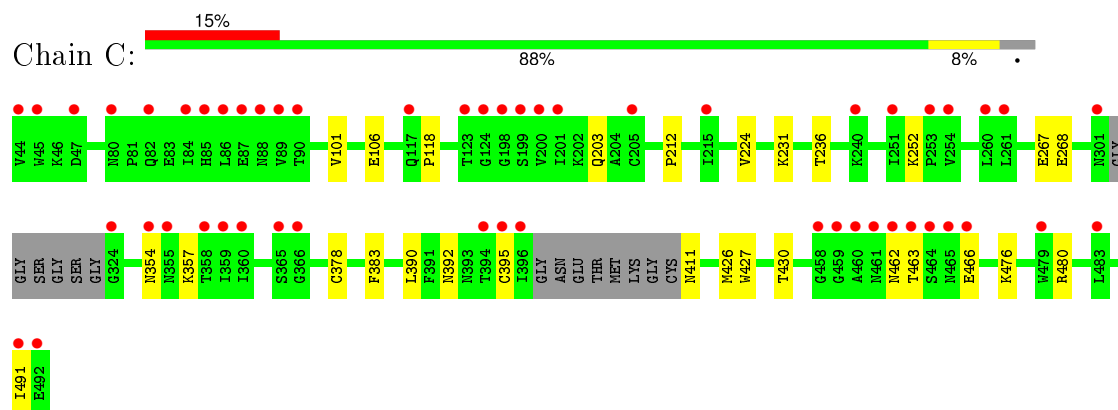 15%
Chain C:
88% 8% •
V44 W45 K46 D47 N80 P81 Q82 E83 I84 H85 L86 E87 N88 V89 T90 V101 E106 Q117 P118 T123 G124 G198 S199 V200 I201 K202 Q203 A204 C205 P212 I215 V224 K231 T236 K240 I251 K252 P253 V254 L260 L261 E267 E268 N301 GLY
GLY SER GLY SER GLY G324 N354 N355 K357 T358 I359 I360 S365 G366 C378 F383 L390 F391 N392 N393 T394 C395 I396 GLY ASN GLU THR MET LYS GLY CYS N411 M426 W427 T430 G458 G459 A460 N461 N462 T463 S464 N465 E466 K476 W479 R480 L483
I491 E492